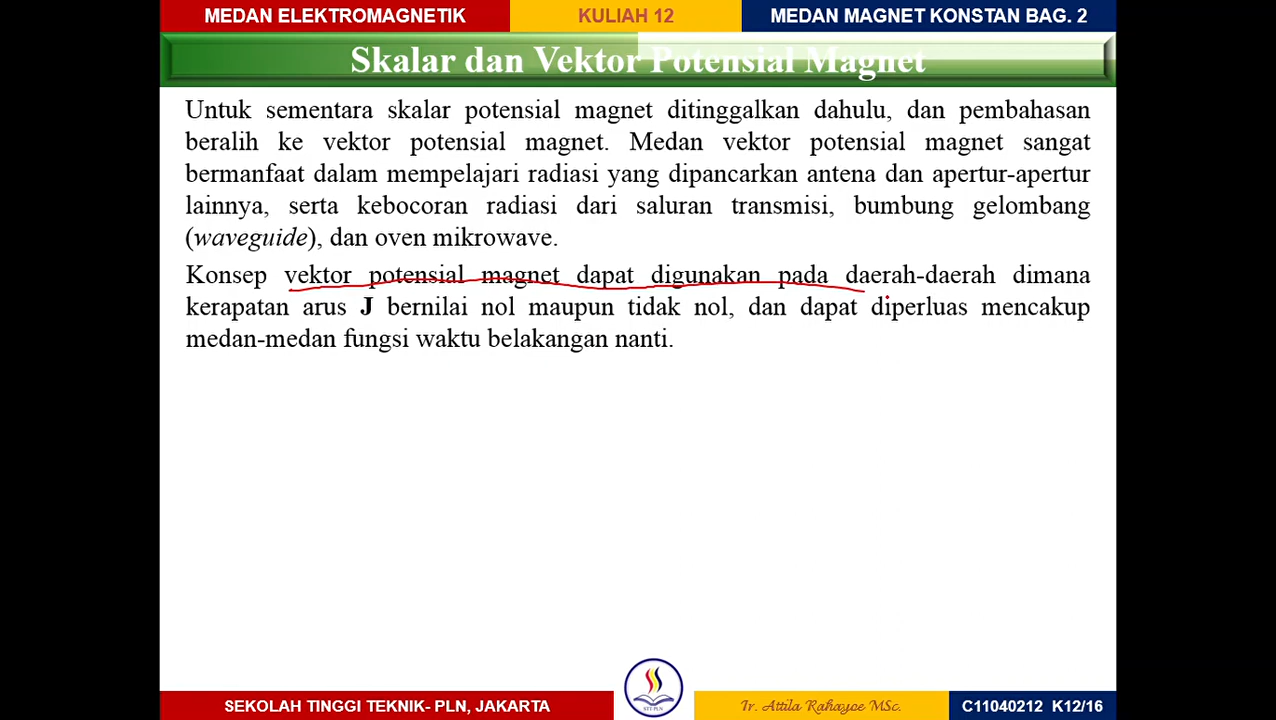 MEDAN ELEKTROMAGNETIK KULIAH 12 MEDAN MAGNET KONSTAN BAG. 2
Skalar dan Vektor Potensial Magnet
Untuk sementara skalar potensial magnet ditinggalkan dahulu, dan pembahasan
beralih ke vektor potensial magnet. Medan vektor potensial magnet sangat
bermanfaat dalam mempelajari radiasi yang dipancarkan antena dan apertur-apertur
lainnya, serta kebocoran radiasi dari saluran transmisi, bumbung gelombang
(waveguide), dan oven mikrowave.
Konsep vektor potensial magnet dapat digunakan pada daerah-daerah dimana
kerapatan arus J bernilai nol maupun tidak nol, dan dapat diperluas mencakup
medan-medan fungsi waktu belakangan nanti.
STT PLN
SEKOLAH TINGGI TEKNIK- PLN, JAKARTA Ir. Attila Rahayoe MSc. C11040212 K12/16